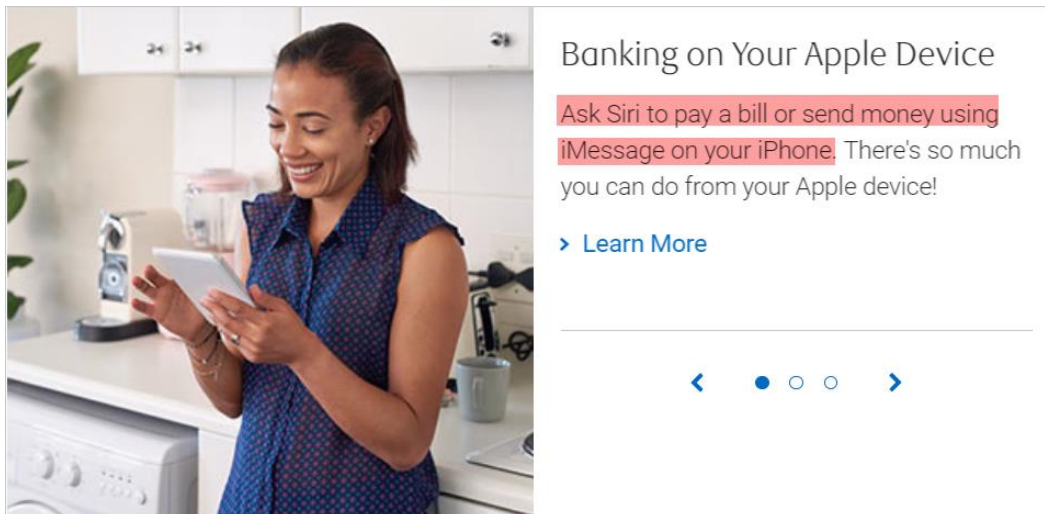 Banking on Your Apple Device
Ask Siri to pay a bill or send money using
iMessage on your iPhone. There's so much
you can do from your Apple device!
Learn More